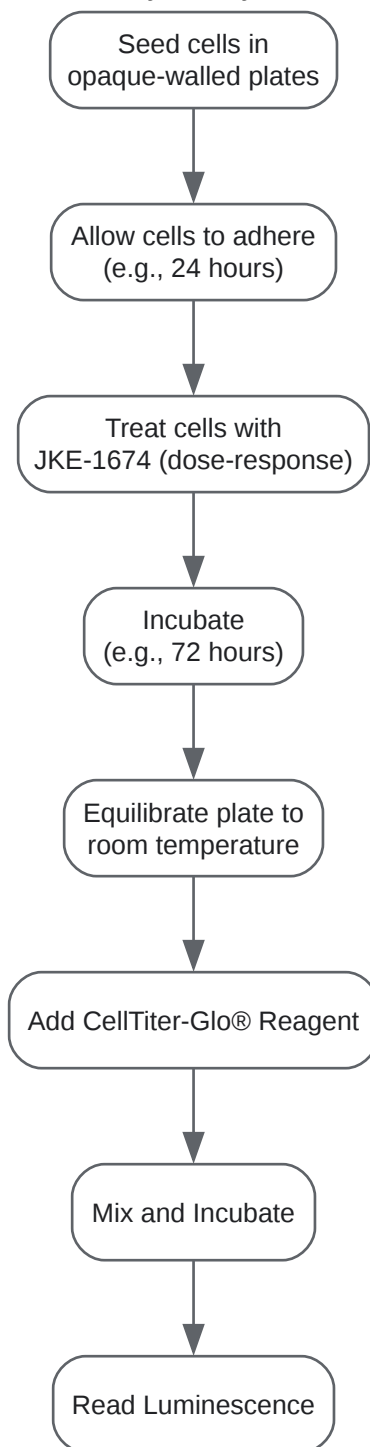 Seed cells in
opaque-walled plates
Allow cells to adhere
(e.g., 24 hours)
Treat cells with
JKE-1674 (dose-response)
Incubate
(e.g., 72 hours)
Equilibrate plate to
room temperature
Add CellTiter-Glo® Reagent
Mix and Incubate
Read Luminescence